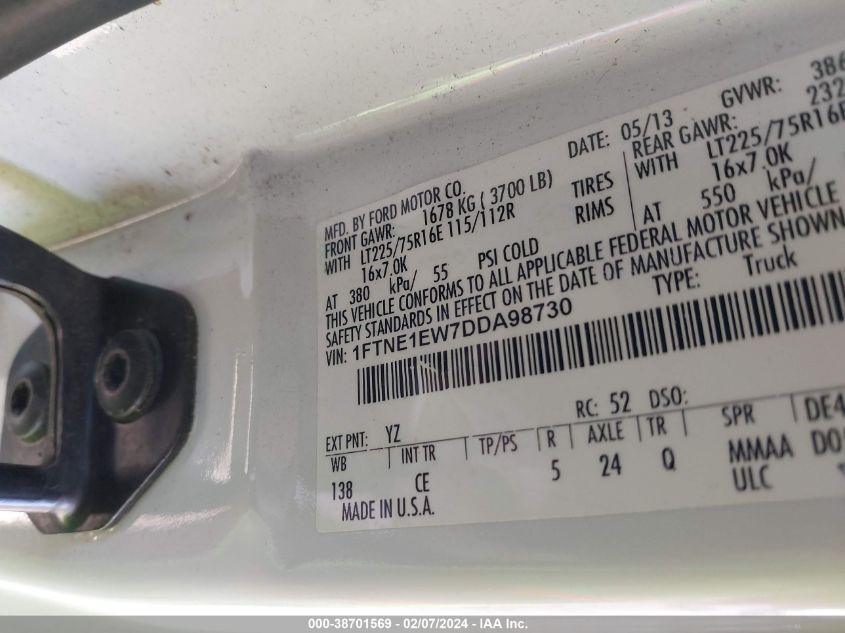 MFD. BY FORD MOTOR CO.
DATE: 05/13
GVWR: 386
FRONT GAWR: 1678 KG ( 3700 LB)
REAR GAWR: 232
WITH LT225/75R16E 115/112R TIRES
WITH LT225/75R16E
16x7.0K RIMS
16x7.0K
AT 380 kPa/ 55 PSI COLD
AT 550 kPa/
THIS VEHICLE CONFORMS TO ALL APPLICABLE FEDERAL MOTOR VEHICLE
SAFETY STANDARDS IN EFFECT ON THE DATE OF MANUFACTURE SHOWN
VIN: 1FTNE1EW7DDA98730
TYPE: Truck
EXT PNT: YZ RC: 52 DSO:
WB INT TR TP/PS R AXLE TR SPR DE4
138 CE 5 24 Q MMAA
ULC
MADE IN U.S.A.
000-38701569 - 02/07/2024 - IAA Inc.